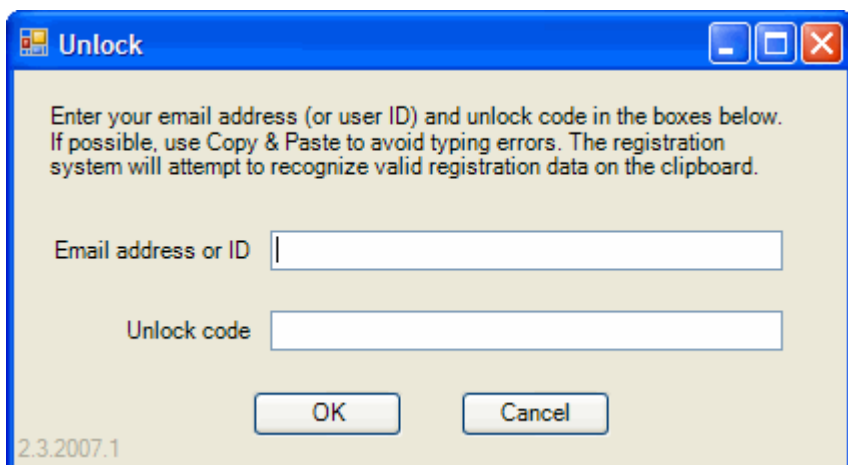 Unlock
Enter your email address (or user ID) and unlock code in the boxes below.
If possible, use Copy & Paste to avoid typing errors. The registration
system will attempt to recognize valid registration data on the clipboard.
Email address or ID
Unlock code
OK Cancel
2.3.2007.1